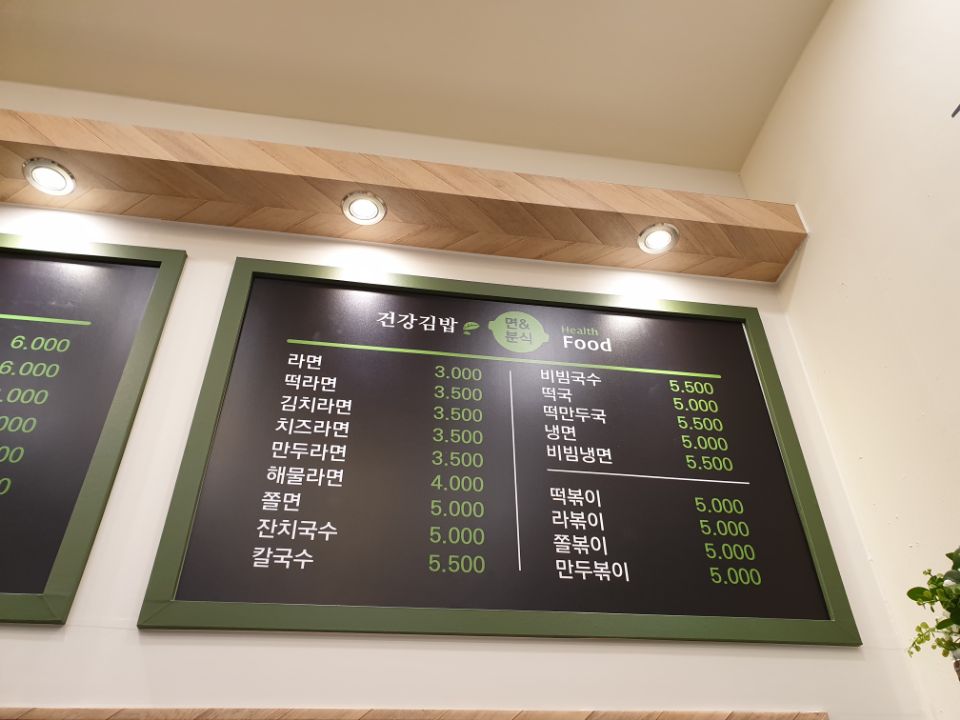 6.000
6.000
.000
000
00
0
건강김밥 면& 분식 Health Food
라면 3.000
떡라면 3.500
김치라면 3.500
치즈라면 3.500
만두라면 3.500
해물라면 4.000
쫄면 5.000
잔치국수 5.000
칼국수 5.500
비빔국수 5.500
떡국 5.000
떡만두국 5.500
냉면 5.000
비빔냉면 5.500
떡볶이 5.000
라볶이 5.000
쫄볶이 5.000
만두볶이 5.000